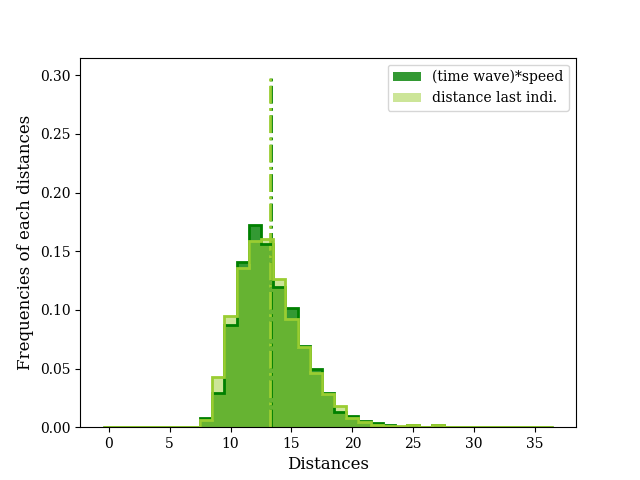 (time wave)*speed
distance last indi.
Frequencies of each distances
0.30
0.25
0.20
0.15
0.10
0.05
0.00
0 5 10 15 20 25 30 35
Distances